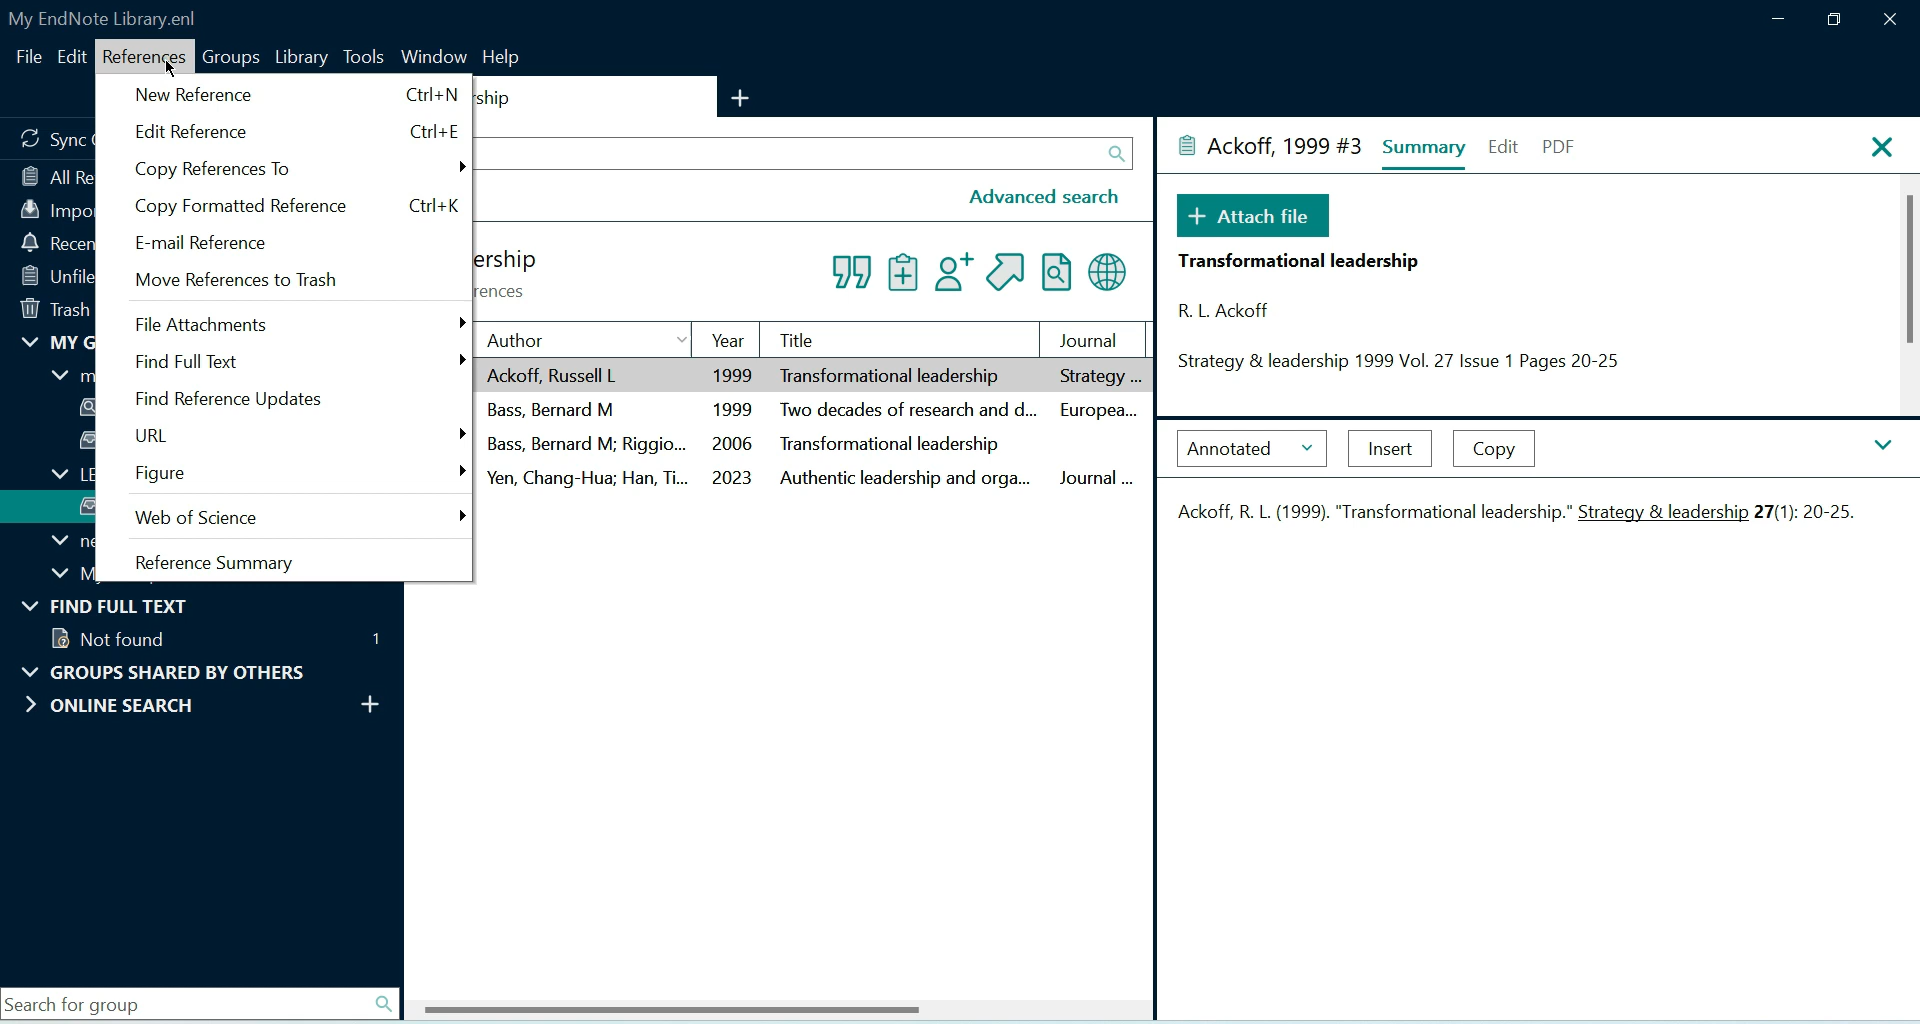 My EndNote Library.enl
File Edit References Groups Library Tools Window Help
New Reference Ctrl+N
Edit Reference Ctrl+E
Copy References To
Copy Formatted Reference Ctrl+K
E-mail Reference
Move References to Trash
File Attachments
Find Full Text
Find Reference Updates
URL
Figure
Web of Science
Reference Summary
Sync
All Re
Impor
Recen
Unfile
Trash
MY G
m
LE
ne
M
FIND FULL TEXT
Not found 1
GROUPS SHARED BY OTHERS
ONLINE SEARCH +
Search for group
rship +
Advanced search
ership
rences
Author Year Title Journal
Ackoff, Russell L 1999 Transformational leadership Strategy ...
Bass, Bernard M 1999 Two decades of research and d... Europea...
Bass, Bernard M; Riggio... 2006 Transformational leadership
Yen, Chang-Hua; Han, Ti... 2023 Authentic leadership and orga... Journal ...
Ackoff, 1999 #3 Summary Edit PDF
+ Attach file
Transformational leadership
R. L. Ackoff
Strategy & leadership 1999 Vol. 27 Issue 1 Pages 20-25
Annotated Insert Copy
Ackoff, R. L. (1999). "Transformational leadership." Strategy & leadership 27(1): 20-25.